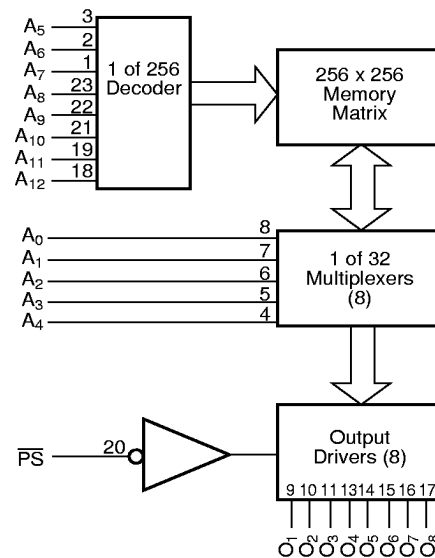 A5 3
A6 2
A7 1
A8 23
A9 22
A10 21
A11 19
A12 18
1 of 256
Decoder
256 x 256
Memory
Matrix
A0 8
A1 7
A2 6
A3 5
A4 4
1 of 32
Multiplexers
(8)
PS 20
Output
Drivers (8)
9 10 11 13 14 15 16 17
O1 O2 O3 O4 O5 O6 O7 O8